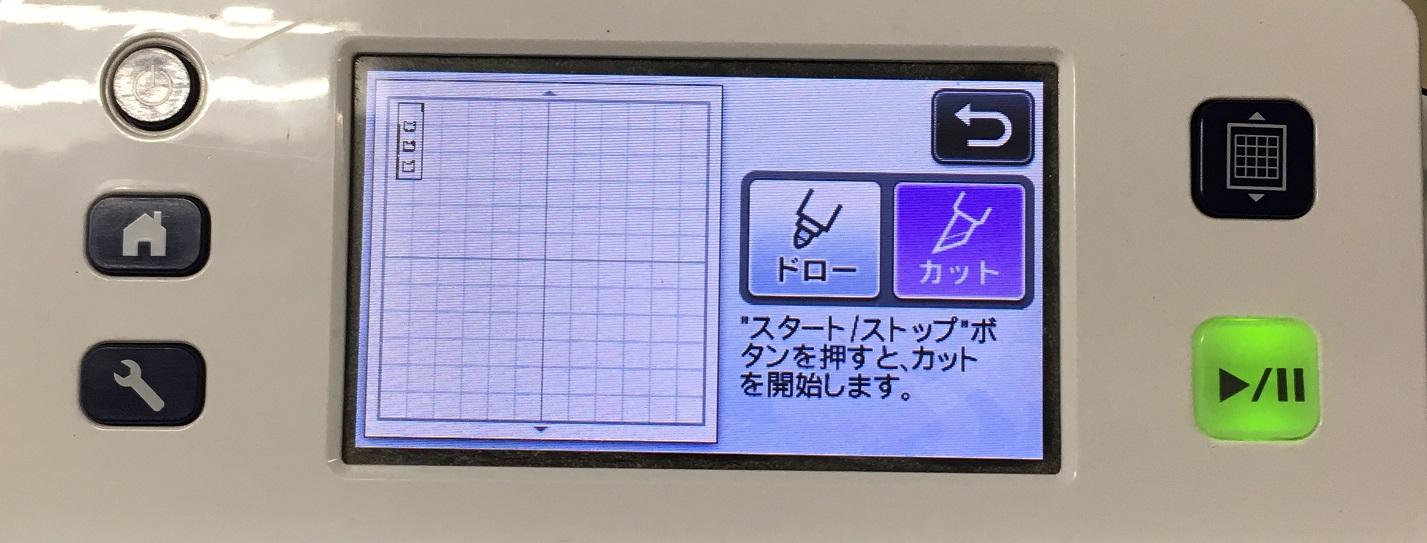 ドロー
カット
"スタート/ストップ"ボ
タンを押すと、カット
を開始します。